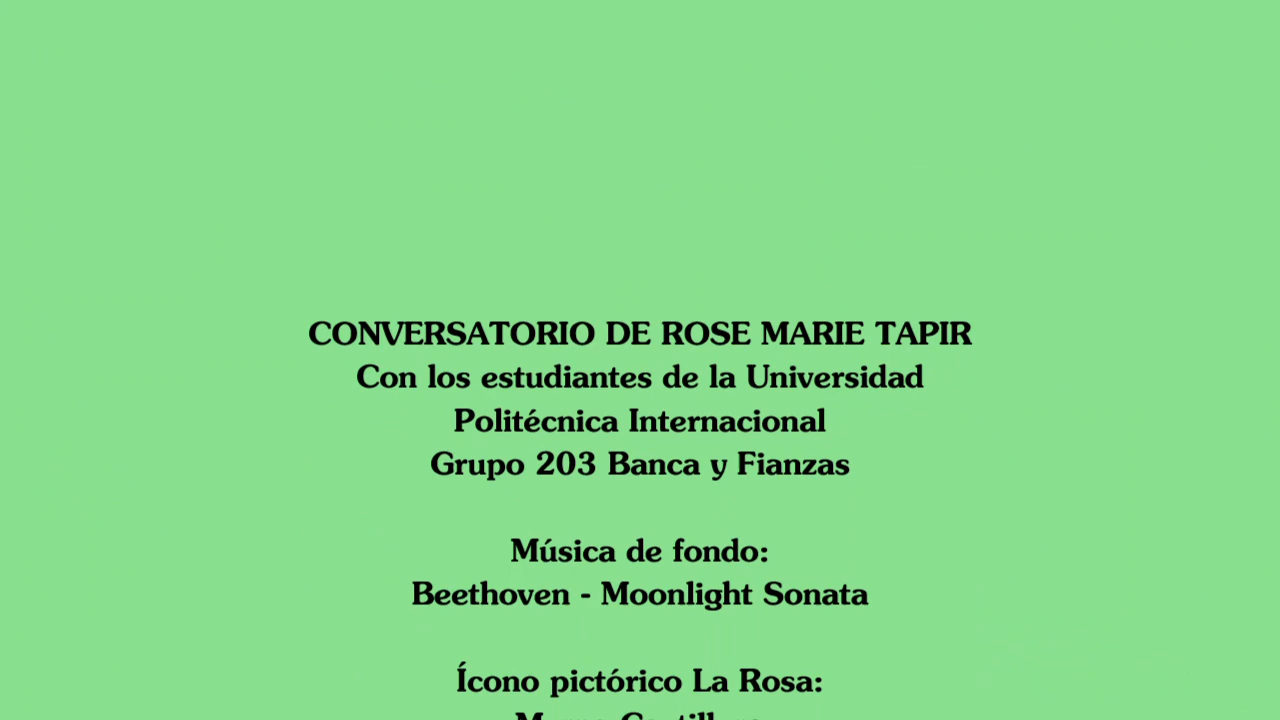 CONVERSATORIO DE ROSE MARIE TAPIR
Con los estudiantes de la Universidad
Politécnica Internacional
Grupo 203 Banca y Fianzas
Música de fondo:
Beethoven - Moonlight Sonata
Ícono pictórico La Rosa: